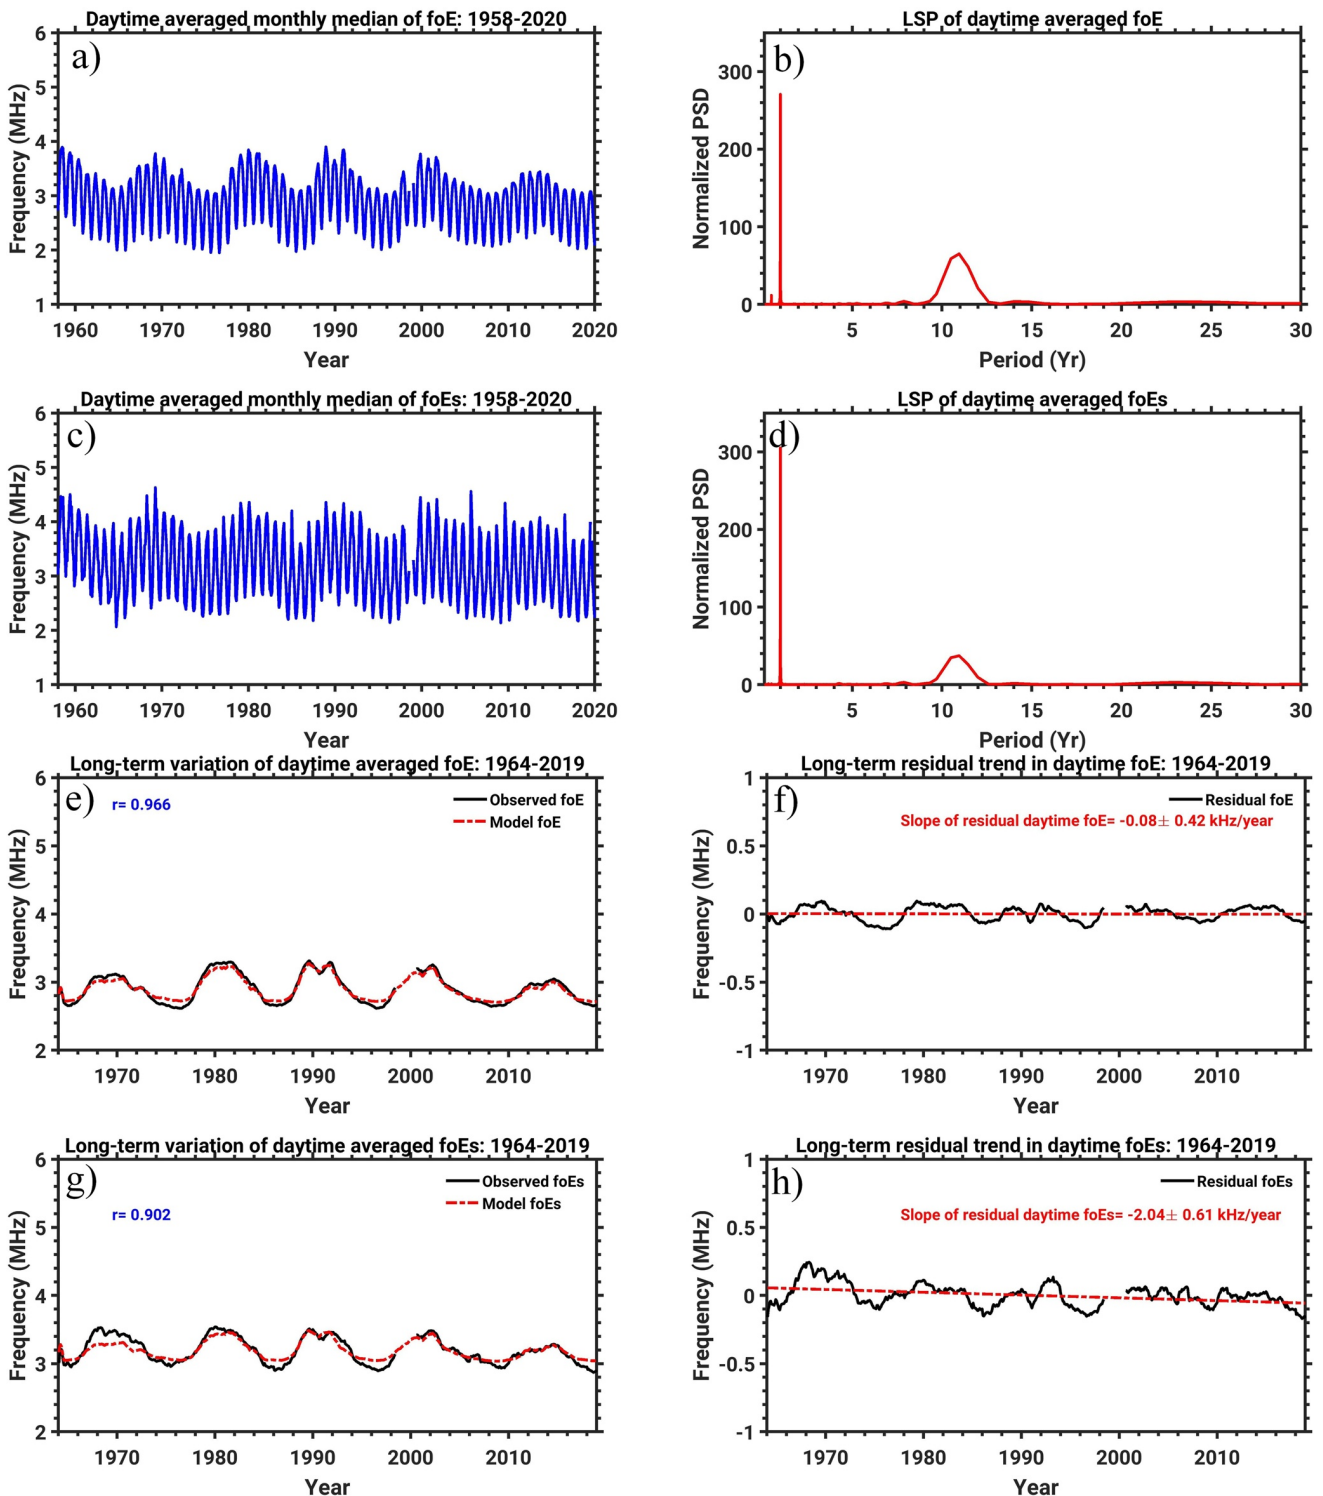 Daytime averaged monthly median of foE: 1958-2020
a)
Frequency (MHz)
6
5
4
3
2
1
1960 1970 1980 1990 2000 2010 2020
Year
LSP of daytime averaged foE
b)
Normalized PSD
300
200
100
0
5 10 15 20 25 30
Period (Yr)
Daytime averaged monthly median of foEs: 1958-2020
c)
Frequency (MHz)
6
5
4
3
2
1
1960 1970 1980 1990 2000 2010 2020
Year
LSP of daytime averaged foEs
d)
Normalized PSD
300
200
100
0
5 10 15 20 25 30
Period (Yr)
Long-term variation of daytime averaged foE: 1964-2019
e)
r= 0.966
Observed foE
Model foE
Frequency (MHz)
6
5
4
3
2
1970 1980 1990 2000 2010
Year
Long-term residual trend in daytime foE: 1964-2019
f)
Residual foE
Slope of residual daytime foE= -0.08± 0.42 kHz/year
Frequency (MHz)
1
0.5
0
-0.5
-1
1970 1980 1990 2000 2010
Year
Long-term variation of daytime averaged foEs: 1964-2019
g)
r= 0.902
Observed foEs
Model foEs
Frequency (MHz)
6
5
4
3
2
1970 1980 1990 2000 2010
Year
Long-term residual trend in daytime foEs: 1964-2019
h)
Residual foEs
Slope of residual daytime foEs= -2.04± 0.61 kHz/year
Frequency (MHz)
1
0.5
0
-0.5
-1
1970 1980 1990 2000 2010
Year